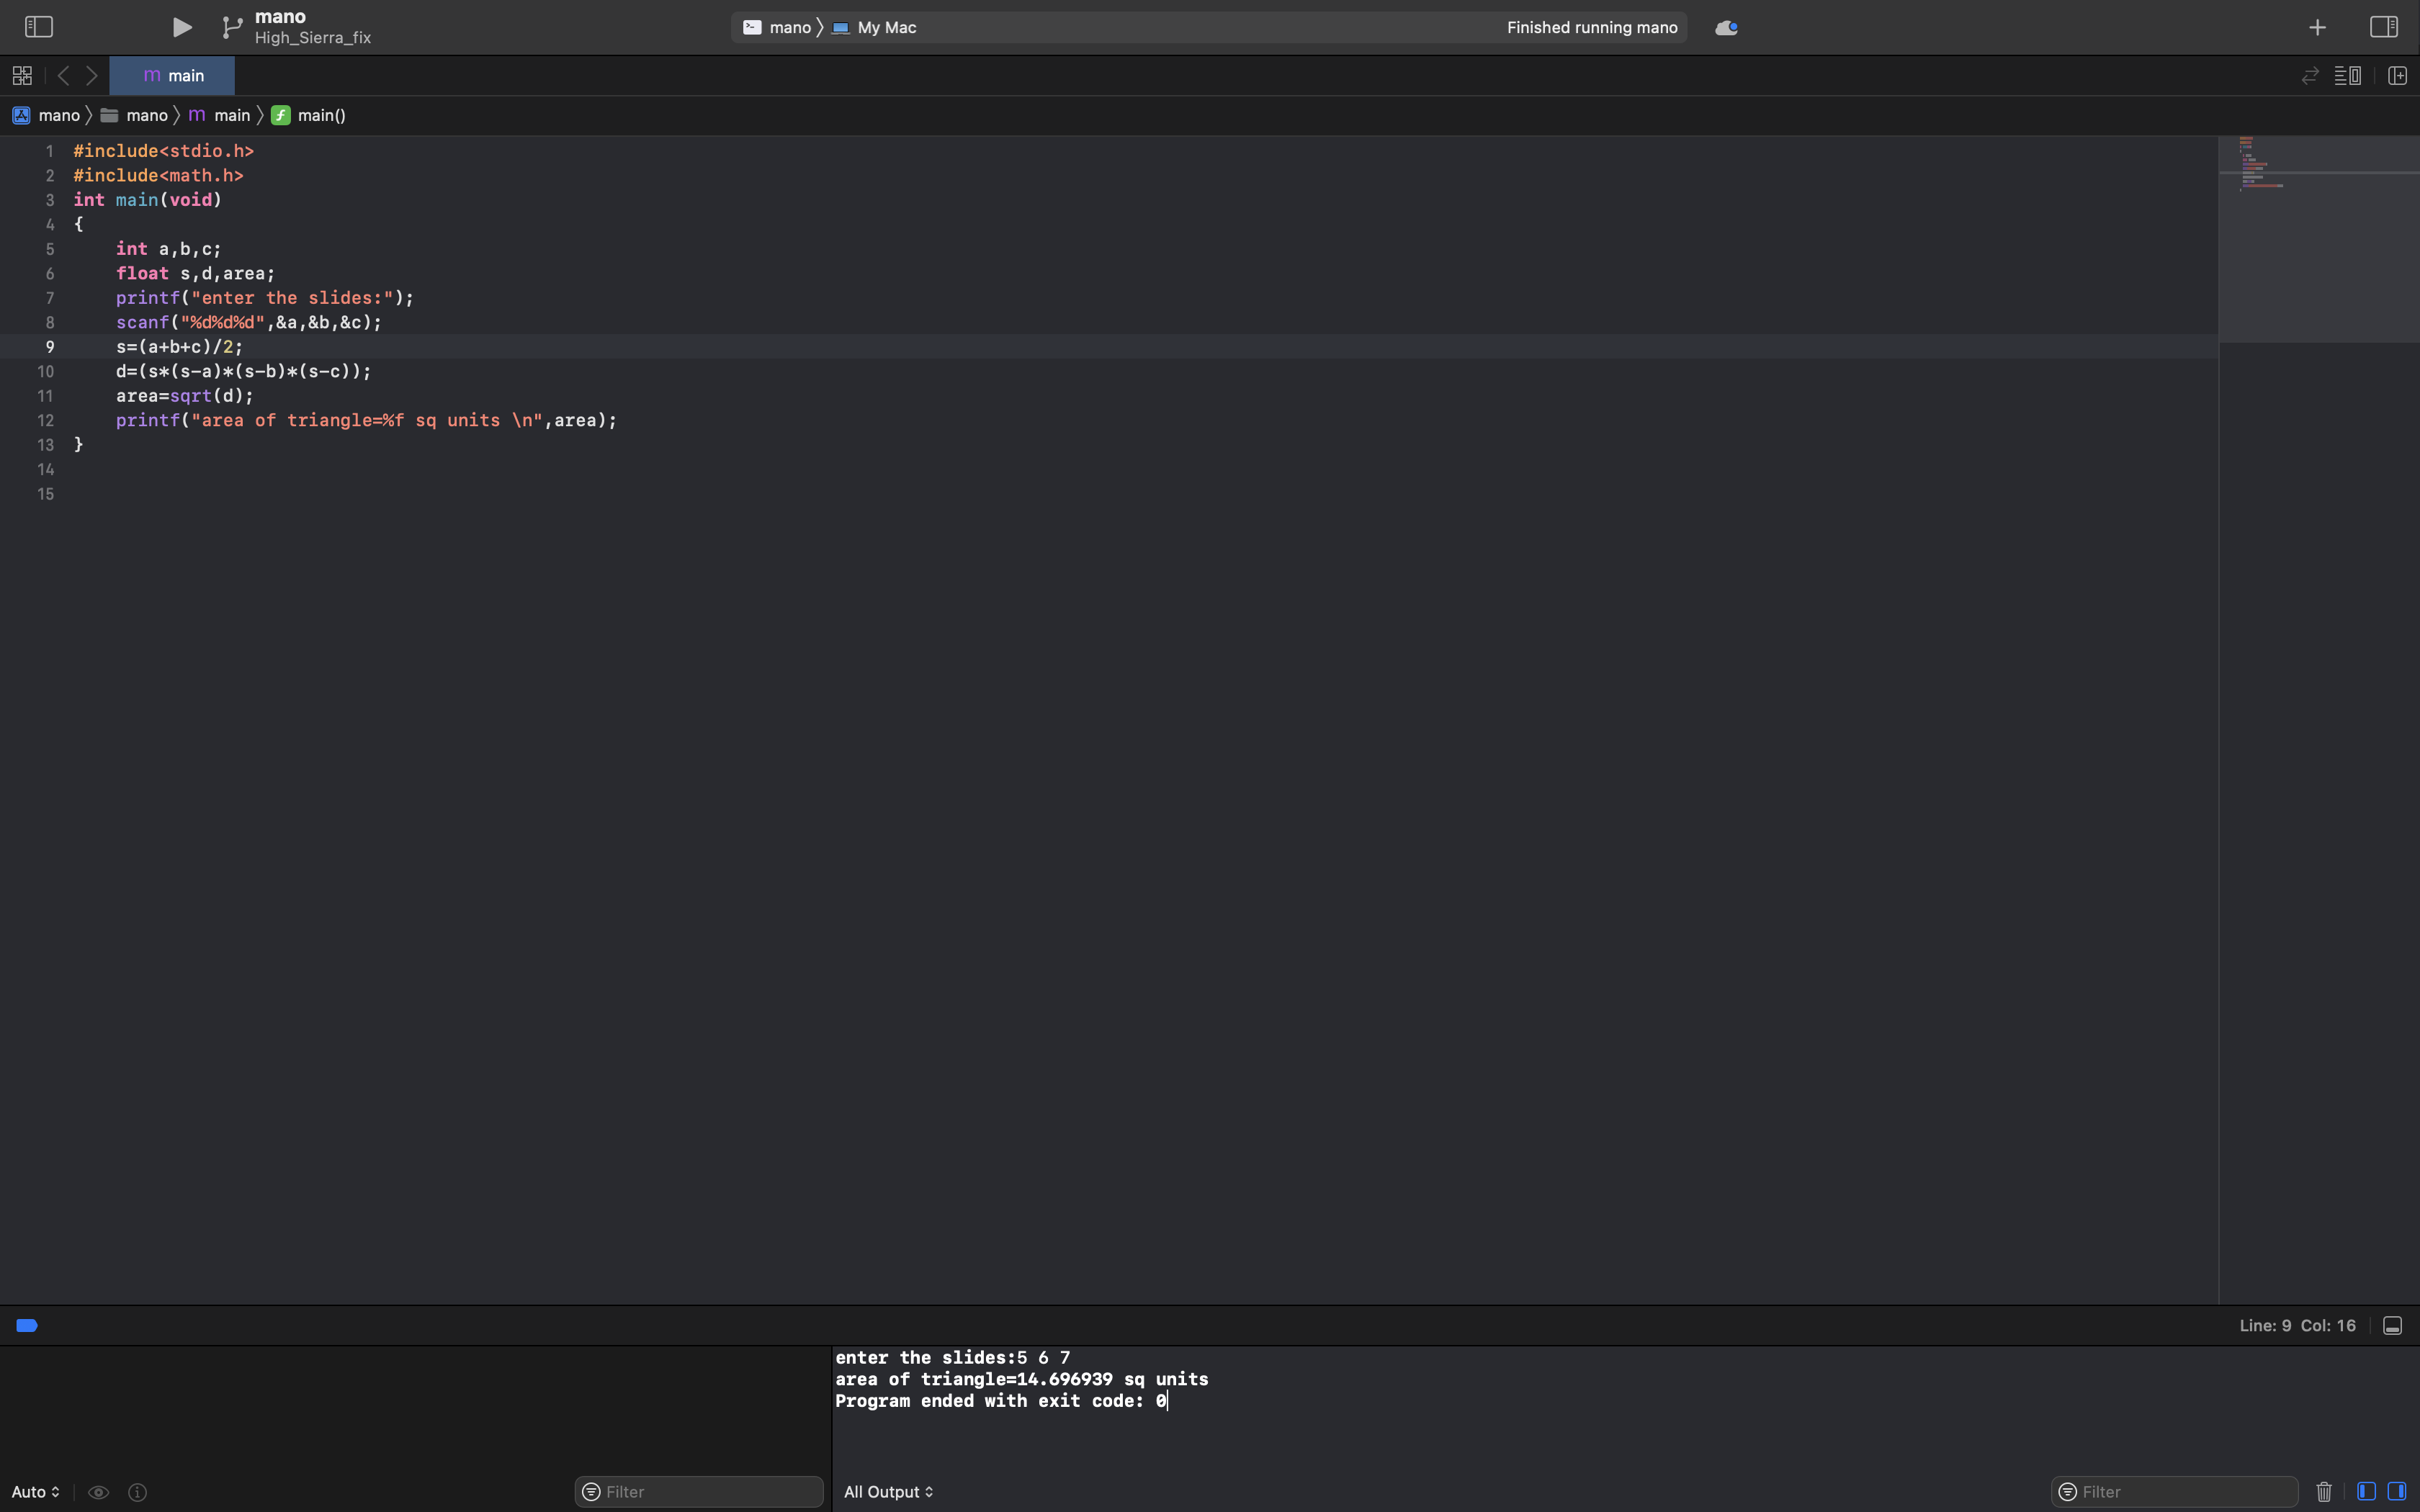 mano
High_Sierra_fix
mano 〉 My Mac
Finished running mano
m main
mano 〉 mano 〉 m main 〉 f main()
1 #include<stdio.h>
2 #include<math.h>
3 int main(void)
4 {
5     int a,b,c;
6     float s,d,area;
7     printf("enter the slides:");
8     scanf("%d%d%d",&a,&b,&c);
9     s=(a+b+c)/2;
10     d=(s*(s-a)*(s-b)*(s-c));
11     area=sqrt(d);
12     printf("area of triangle=%f sq units \n",area);
13 }
14
15
Line: 9 Col: 16
enter the slides:5 6 7
area of triangle=14.696939 sq units
Program ended with exit code: 0
Auto
Filter
All Output
Filter